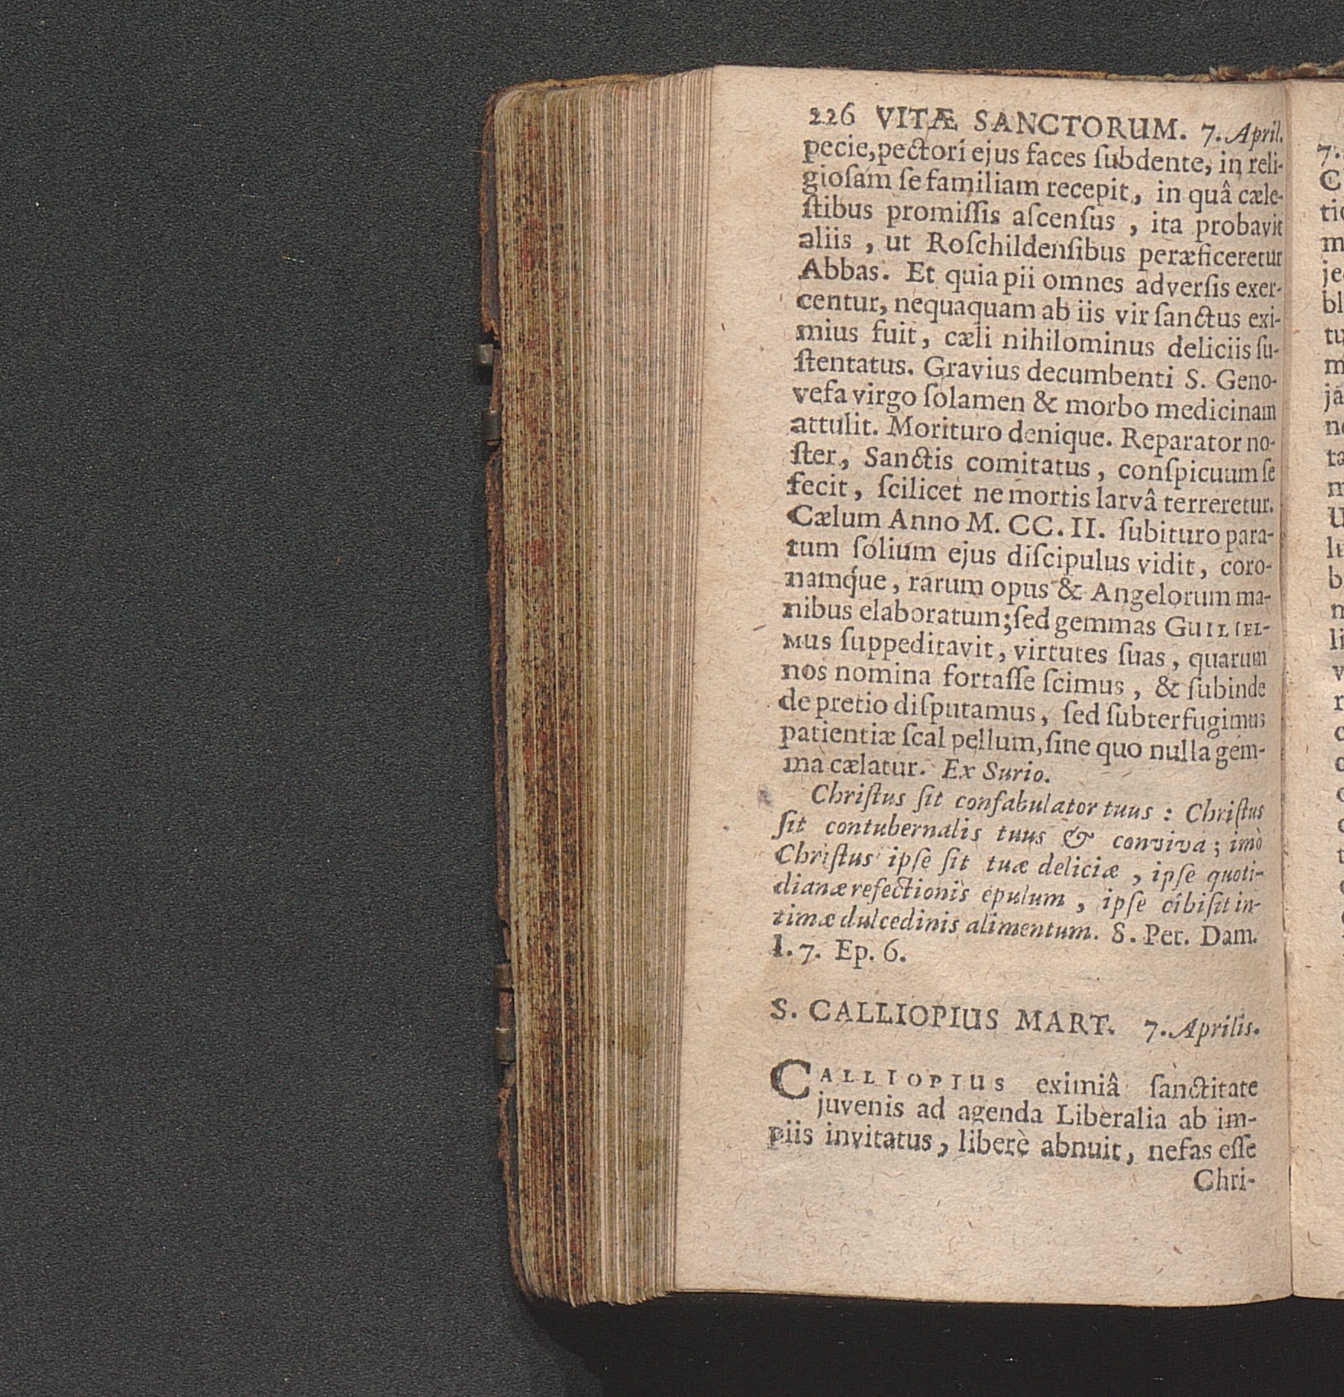 226 VITÆ SANCTORUM. 7. April.
pecie, pectori ejus faces ſubdente, in reli-
gioſam ſe familiam recepit, in quâ cæle-
ſtibus promiſſis aſcenſus, ita probavit
aliis, ut Roſchildenſibus peræficeretur
Abbas. Et quia pii omnes adverſis exer-
centur, nequaquam ab iis vir ſanctus exi-
mius fuit, cæli nihilominus deliciis ſu-
ſtentatus. Gravius decumbenti S. Geno-
vefa virgo ſolamen & morbo medicinam
attulit. Morituro denique. Reparator no-
ſter, Sanctis comitatus, conſpicuum ſe
fecit, ſcilicet ne mortis larvâ terreretur.
Cælum Anno M. CC. II. ſubituro para-
tum ſolium ejus diſcipulus vidit, coro-
namq́ue, rarum opus & Angelorum ma-
nibus elaboratum; ſed gemmas GUILIEL-
MUS ſuppeditavit, virtutes ſuas, quarum
nos nomina fortaſſe ſcimus, & ſubinde
de pretio diſputamus, ſed ſubterfugimus
patientiæ ſcal pellum, ſine quo nulla gem-
ma cælatur. Ex Surio.
Chriſtus ſit confabulator tuus : Chriſtus
ſit contubernalis tuus & conviva ; imò
Chriſtus ipſe ſit tuæ deliciæ, ipſe quoti-
dianæ refectionis epulum, ipſe cibi ſit in-
timæ dulcedinis alimentum. S. Pet. Dam.
l. 7. Ep. 6.
S. CALLIOPIUS MART. 7. Aprilis.
CALLIOPIUS eximiâ ſanctitate
juvenis ad agenda Liberalia ab im-
piis invitatus, liberè abnuit, nefas eſſe
Chri-